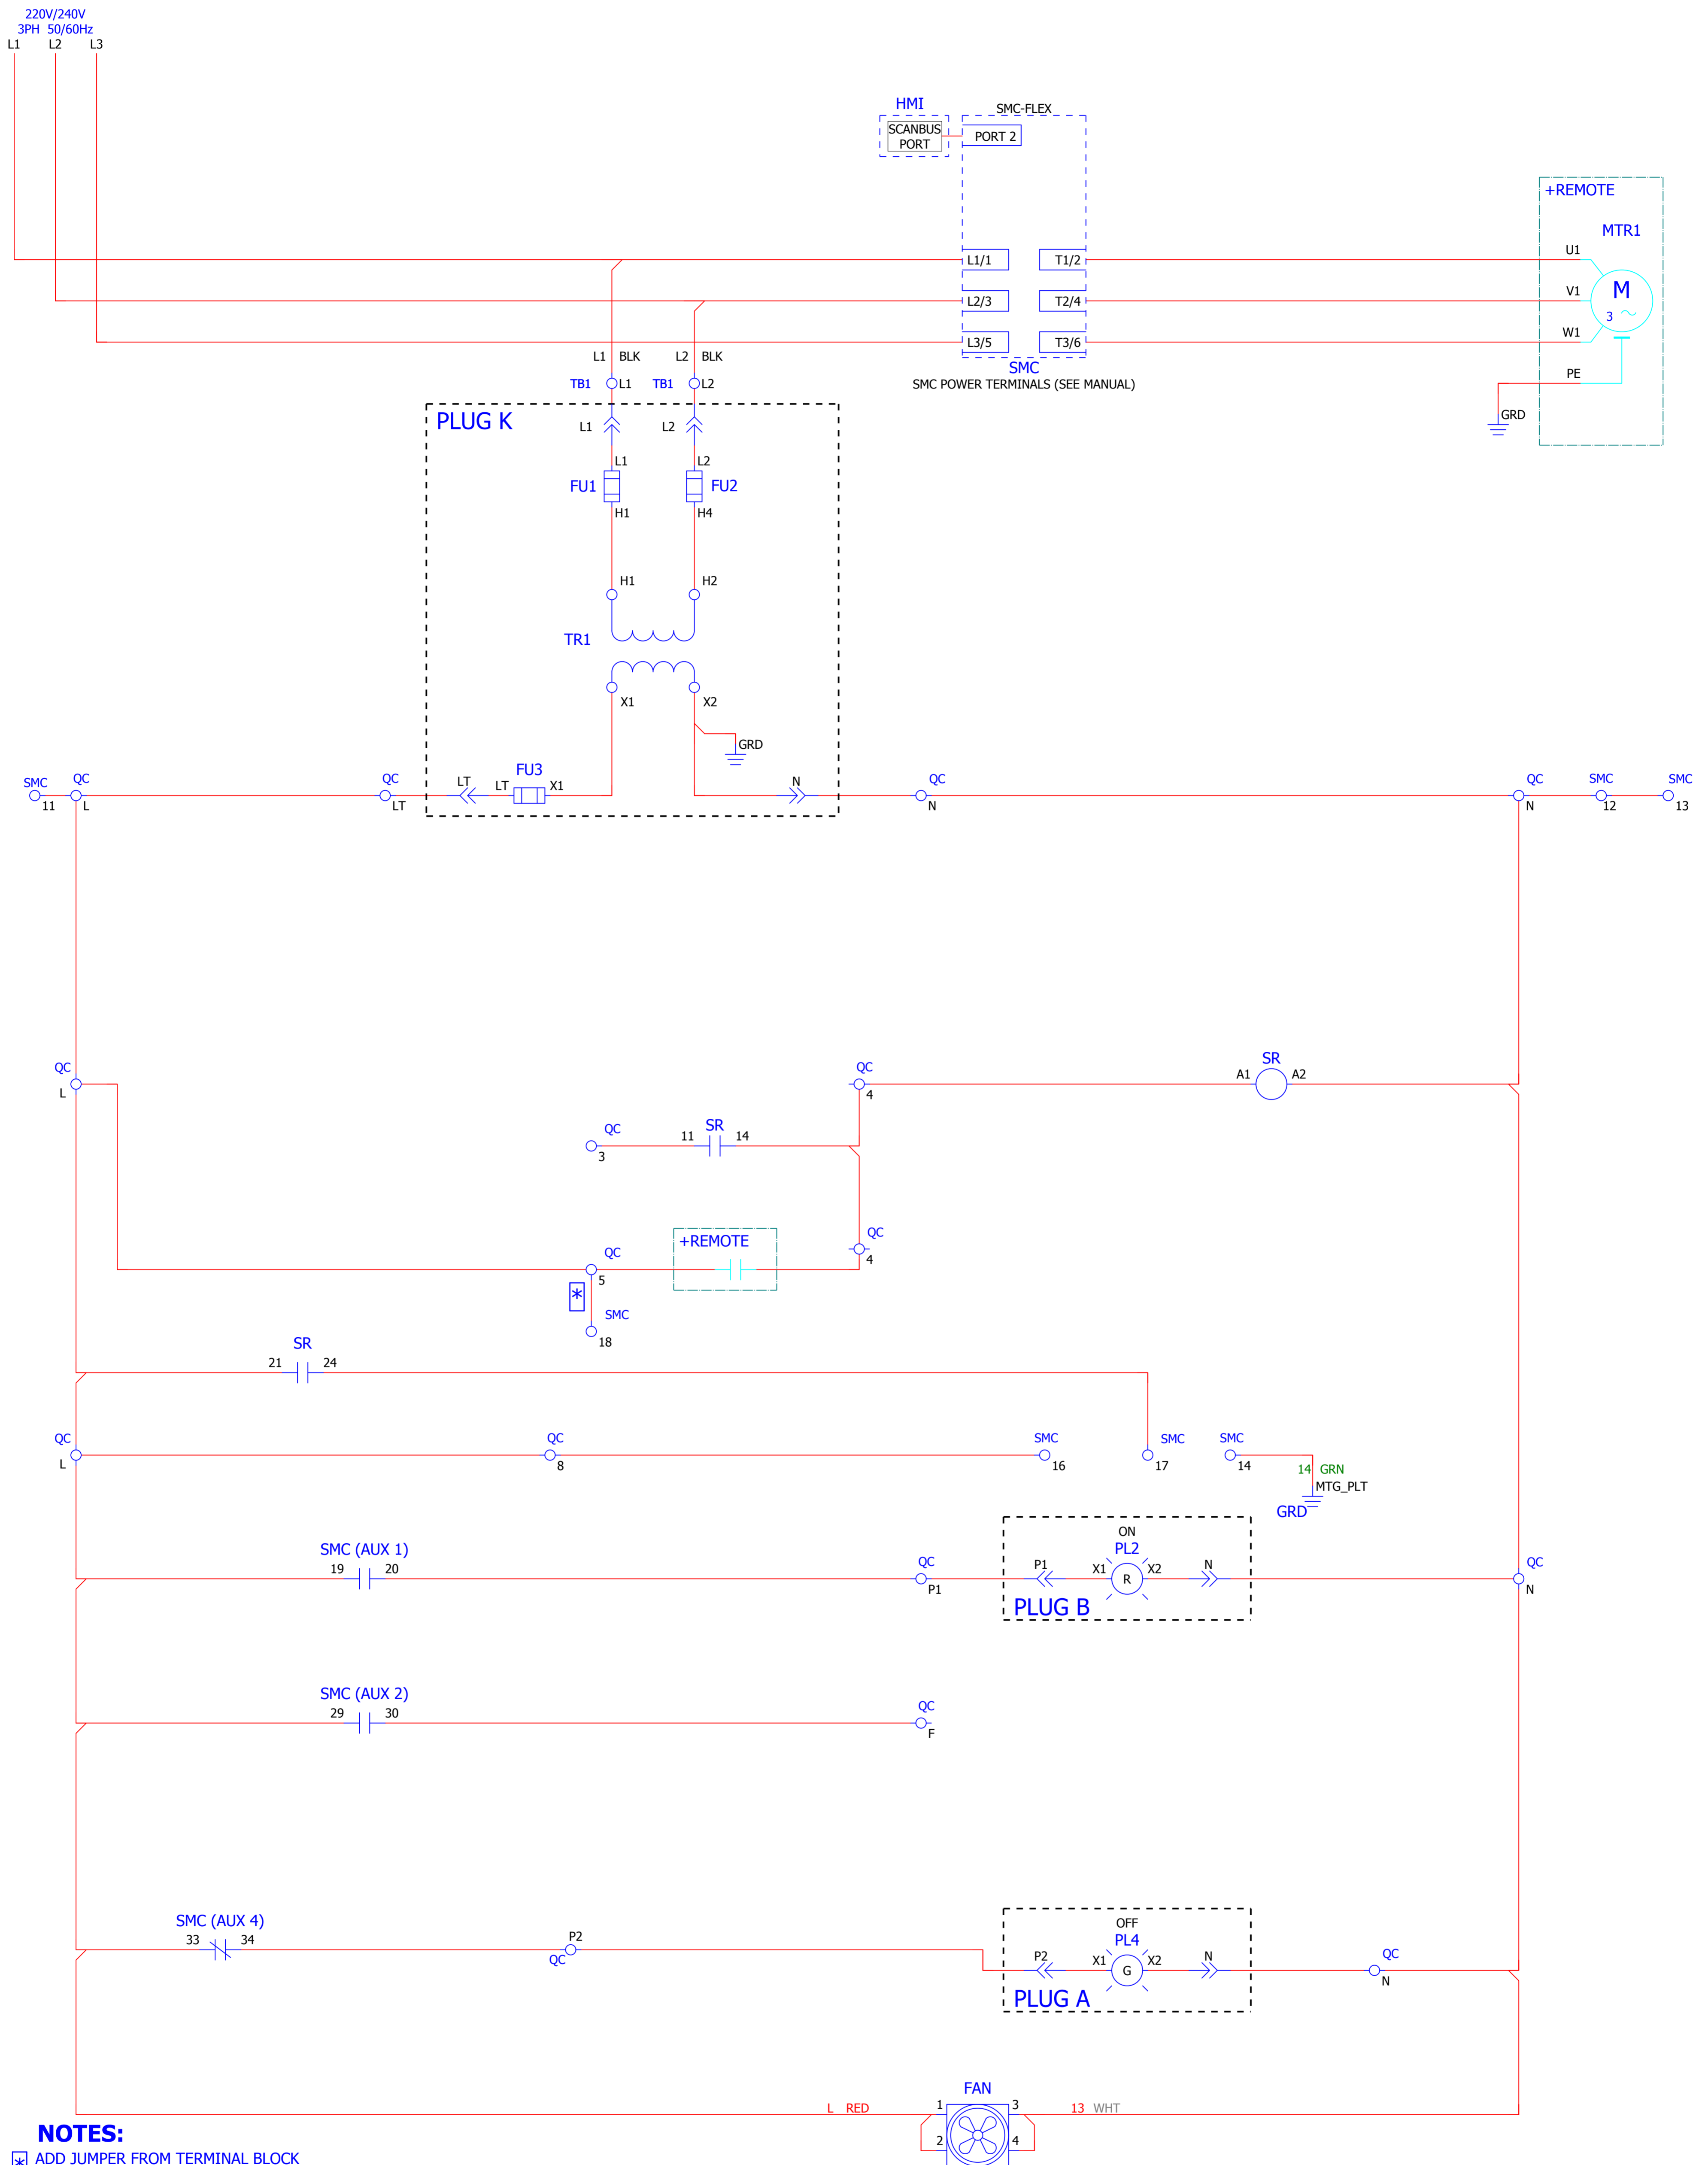 220V/240V
3PH 50/60Hz
L1 L2 L3
HMI
SMC-FLEX
SCANBUS
PORT
PORT 2
+REMOTE
MTR1
U1
L1/1 T1/2
M
3
V1
L2/3 T2/4
W1
L3/5 T3/6
L1 BLK L2 BLK
SMC
SMC POWER TERMINALS (SEE MANUAL)
PE
TB1 L1 TB1 L2
GRD
PLUG K
L1 L2
L1 L2
FU1 FU2
H1 H4
H1 H2
TR1
X1 X2
GRD
FU3
SMC QC QC LT LT X1 N QC QC SMC SMC
11 L LT N N 12 13
QC QC SR
L 4 A1 A2
QC SR
3 11 14
QC
4
+REMOTE
QC
5
*
SMC
18
SR
21 24
QC QC SMC SMC SMC
L 8 16 17 14
14 GRN
MTG_PLT
GRD
ON
PL2
SMC (AUX 1)
19 20 QC P1 X1 R X2 N QC
P1 N
PLUG B
SMC (AUX 2)
29 30 QC
F
SMC (AUX 4)
33 34 P2
QC
OFF
PL4
P2 X1 G X2 N QC
N
PLUG A
FAN
L RED 1 3 13 WHT
2 4
NOTES:
* ADD JUMPER FROM TERMINAL BLOCK